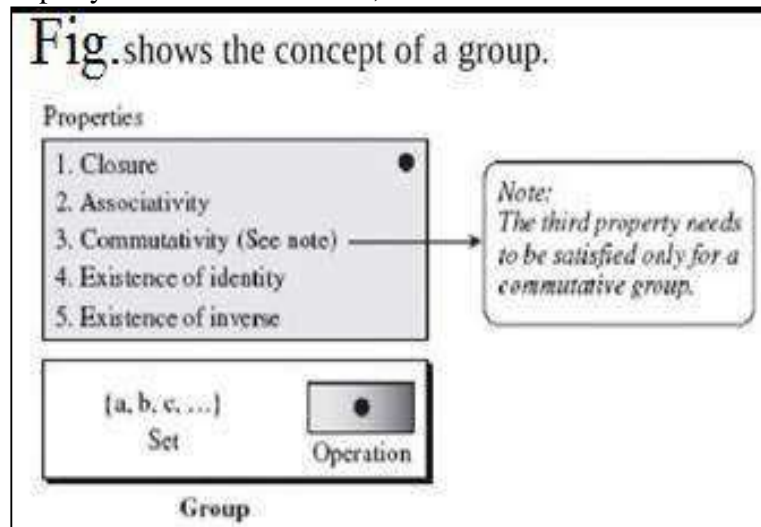 Fig. shows the concept of a group.
Properties
1. Closure
2. Associativity
3. Commutativity (See note)
4. Existence of identity
5. Existence of inverse
Note:
The third property needs
to be satisfied only for a
commutative group.
{a, b, c, ...}
Set
Operation
Group